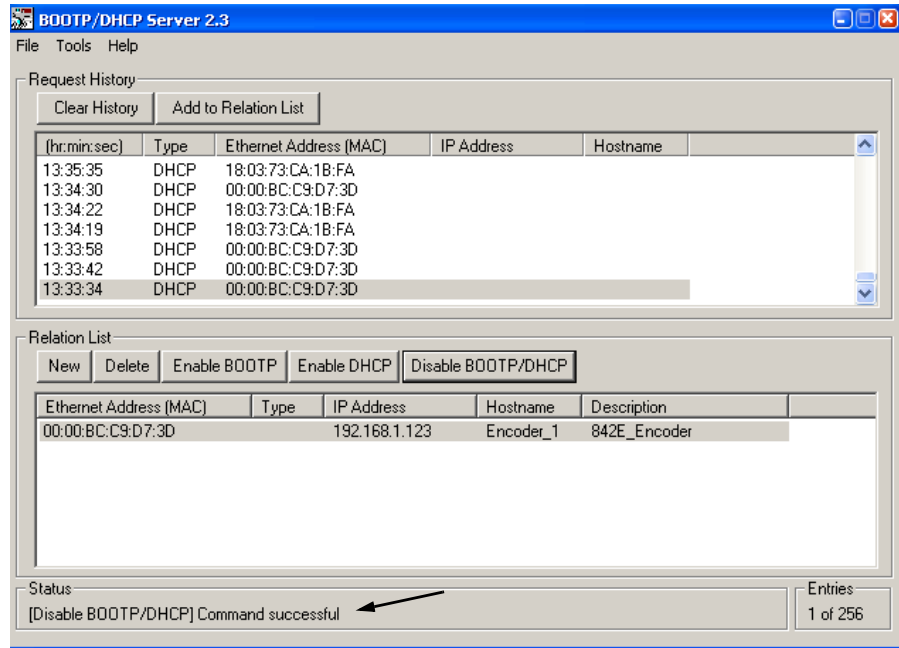 BOOTP/DHCP Server 2.3
File Tools Help
Request History
Clear History Add to Relation List
(hr:min:sec) Type Ethernet Address (MAC) IP Address Hostname
13:35:35 DHCP 18:03:73:CA:1B:FA
13:34:30 DHCP 00:00:BC:C9:D7:3D
13:34:22 DHCP 18:03:73:CA:1B:FA
13:34:19 DHCP 18:03:73:CA:1B:FA
13:33:58 DHCP 00:00:BC:C9:D7:3D
13:33:42 DHCP 00:00:BC:C9:D7:3D
13:33:34 DHCP 00:00:BC:C9:D7:3D
Relation List
New Delete Enable BOOTP Enable DHCP Disable BOOTP/DHCP
Ethernet Address (MAC) Type IP Address Hostname Description
00:00:BC:C9:D7:3D 192.168.1.123 Encoder_1 842E_Encoder
Status Entries
[Disable BOOTP/DHCP] Command successful 1 of 256